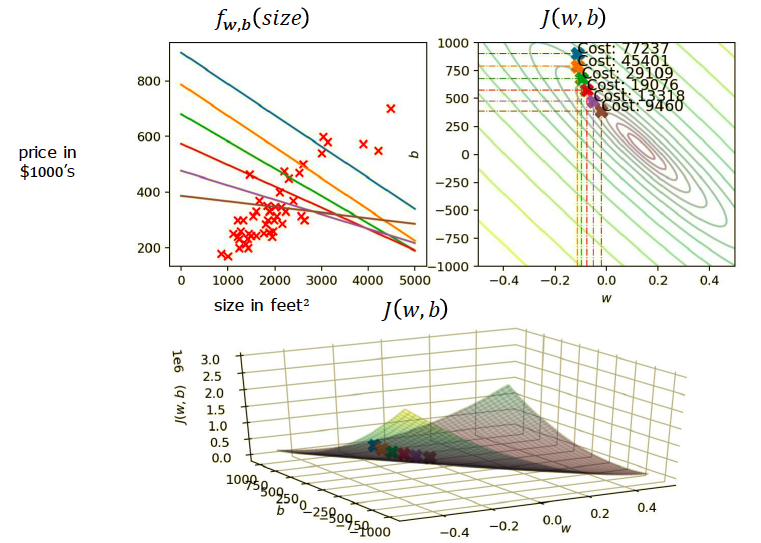 f_{w,b}(size)
J(w,b)
price in
$1000's
800
600
400
200
0 1000 2000 3000 4000 5000
size in feet²
1000
750
500
250
0
−250
−500
−750
−1000
b
Cost: 77237
Cost: 45401
Cost: 29109
Cost: 19076
Cost: 13318
Cost: 9460
−0.4 −0.2 0.0 0.2 0.4
w
J(w,b)
1e6
J(w, b)
3.0
2.5
2.0
1.5
1.0
0.5
0.0
1000
750
500
250
0
−250
−500
−750
−1000
b
−0.4 −0.2 0.0 0.2 0.4
w